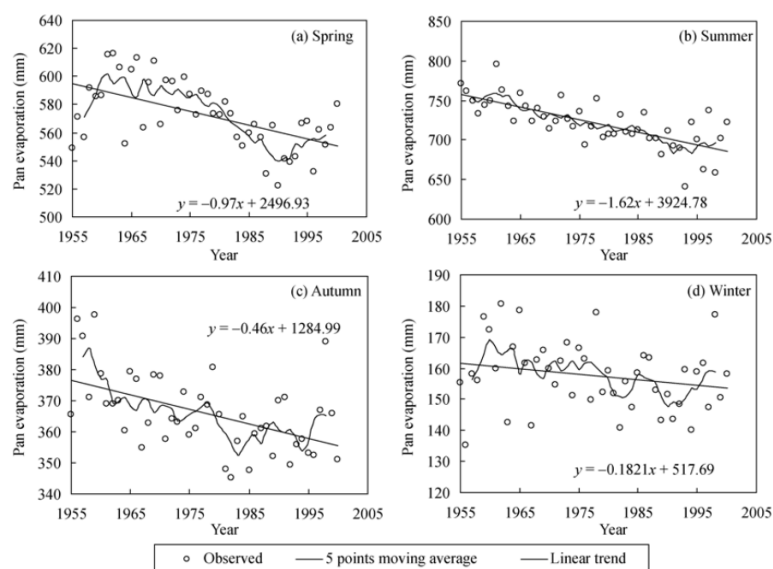 (a) Spring
Pan evaporation (mm)
640
620
600
580
560
540
520
500
y = −0.97x + 2496.93
1955 1965 1975 1985 1995 2005
Year
(b) Summer
Pan evaporation (mm)
850
800
750
700
650
600
y = −1.62x + 3924.78
1955 1965 1975 1985 1995 2005
Year
(c) Autumn
Pan evaporation (mm)
410
400
390
380
370
360
350
340
y = −0.46x + 1284.99
1955 1965 1975 1985 1995 2005
Year
(d) Winter
Pan evaporation (mm)
190
180
170
160
150
140
130
120
y = −0.1821x + 517.69
1955 1965 1975 1985 1995 2005
Year
Observed 5 points moving average Linear trend